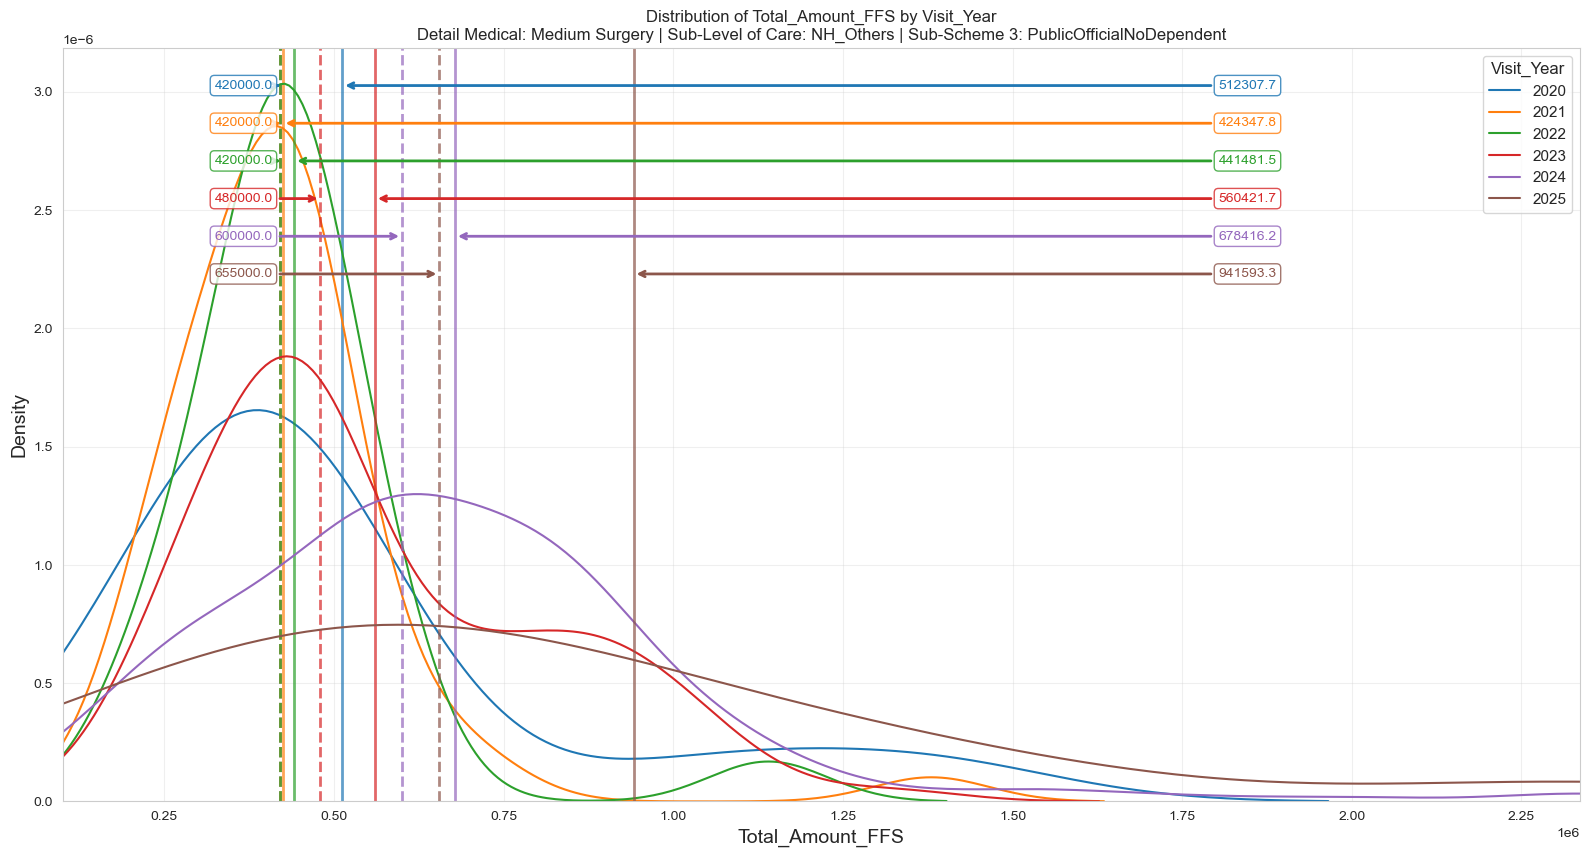 Distribution of Total_Amount_FFS by Visit_Year
Detail Medical: Medium Surgery | Sub-Level of Care: NH_Others | Sub-Scheme 3: PublicOfficialNoDependent
1e−6
Visit_Year
2020
2021
2022
2023
2024
2025
420000.0 512307.7
420000.0 424347.8
420000.0 441481.5
480000.0 560421.7
600000.0 678416.2
655000.0 941593.3
3.0
2.5
2.0
1.5
1.0
0.5
0.0
Density
0.25 0.50 0.75 1.00 1.25 1.50 1.75 2.00 2.25
1e6
Total_Amount_FFS